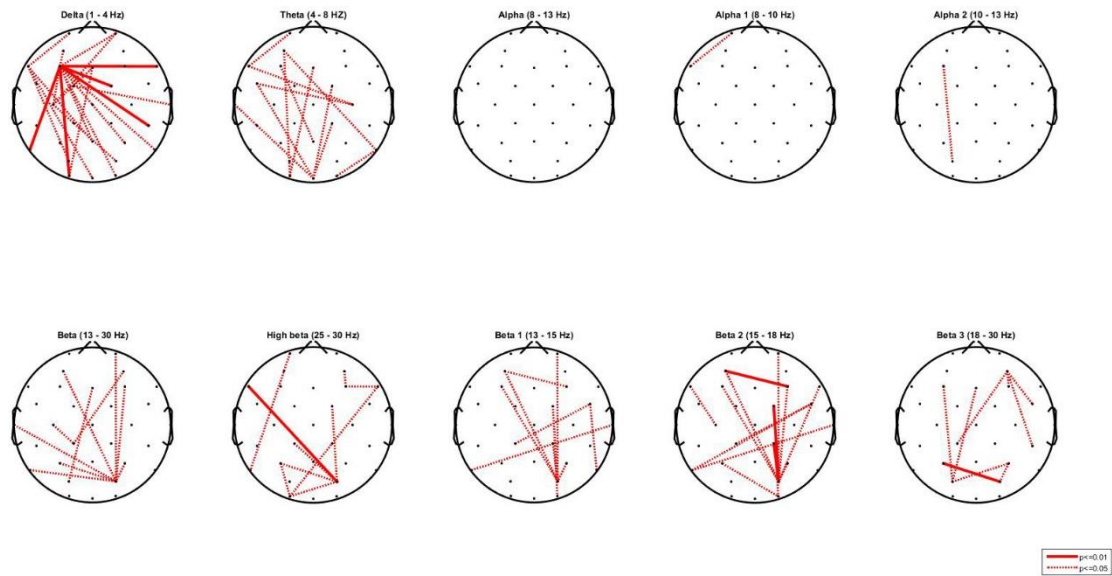 Delta (1 - 4 Hz)
Theta (4 - 8 HZ)
Alpha (8 - 13 Hz)
Alpha 1 (8 - 10 Hz)
Alpha 2 (10 - 13 Hz)
Beta (13 - 30 Hz)
High beta (25 - 30 Hz)
Beta 1 (13 - 15 Hz)
Beta 2 (15 - 18 Hz)
Beta 3 (18 - 30 Hz)
p<=0.01
p<=0.05